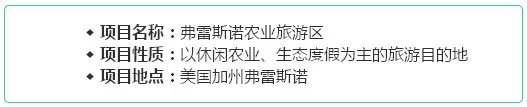 ◆ 项目名称：弗雷斯诺农业旅游区
◆ 项目性质：以休闲农业、生态度假为主的旅游目的地
◆ 项目地点：美国加州弗雷斯诺